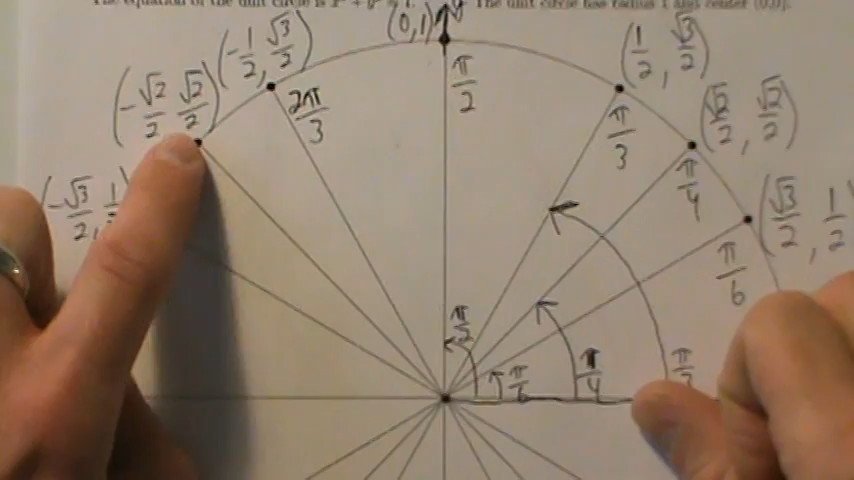 The equation of the unit circle is x² + y² = 1. The unit circle has radius 1 and center (0,0).
(0,1) y
(-1/2, √3/2)
(1/2, √3/2)
(-√2/2, √2/2)
(√2/2, √2/2)
2π/3
π/2
π/3
π/4
(-√3/2, 1/
(√3/2, 1/2)
π/6
π/2
π/6
π/4
π/3